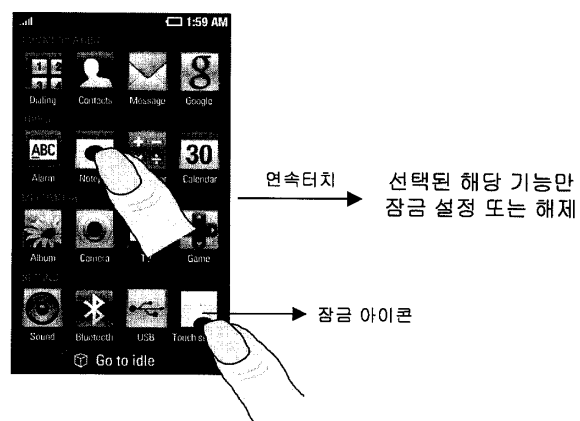 1:59 AM
Dialing Contacts Message Google
ABC 30
Alarm Calendar
Album Camera Game
Sound Bluetooth USB
Go to idle
연속터치
선택된 해당 기능만
잠금 설정 또는 해제
잠금 아이콘